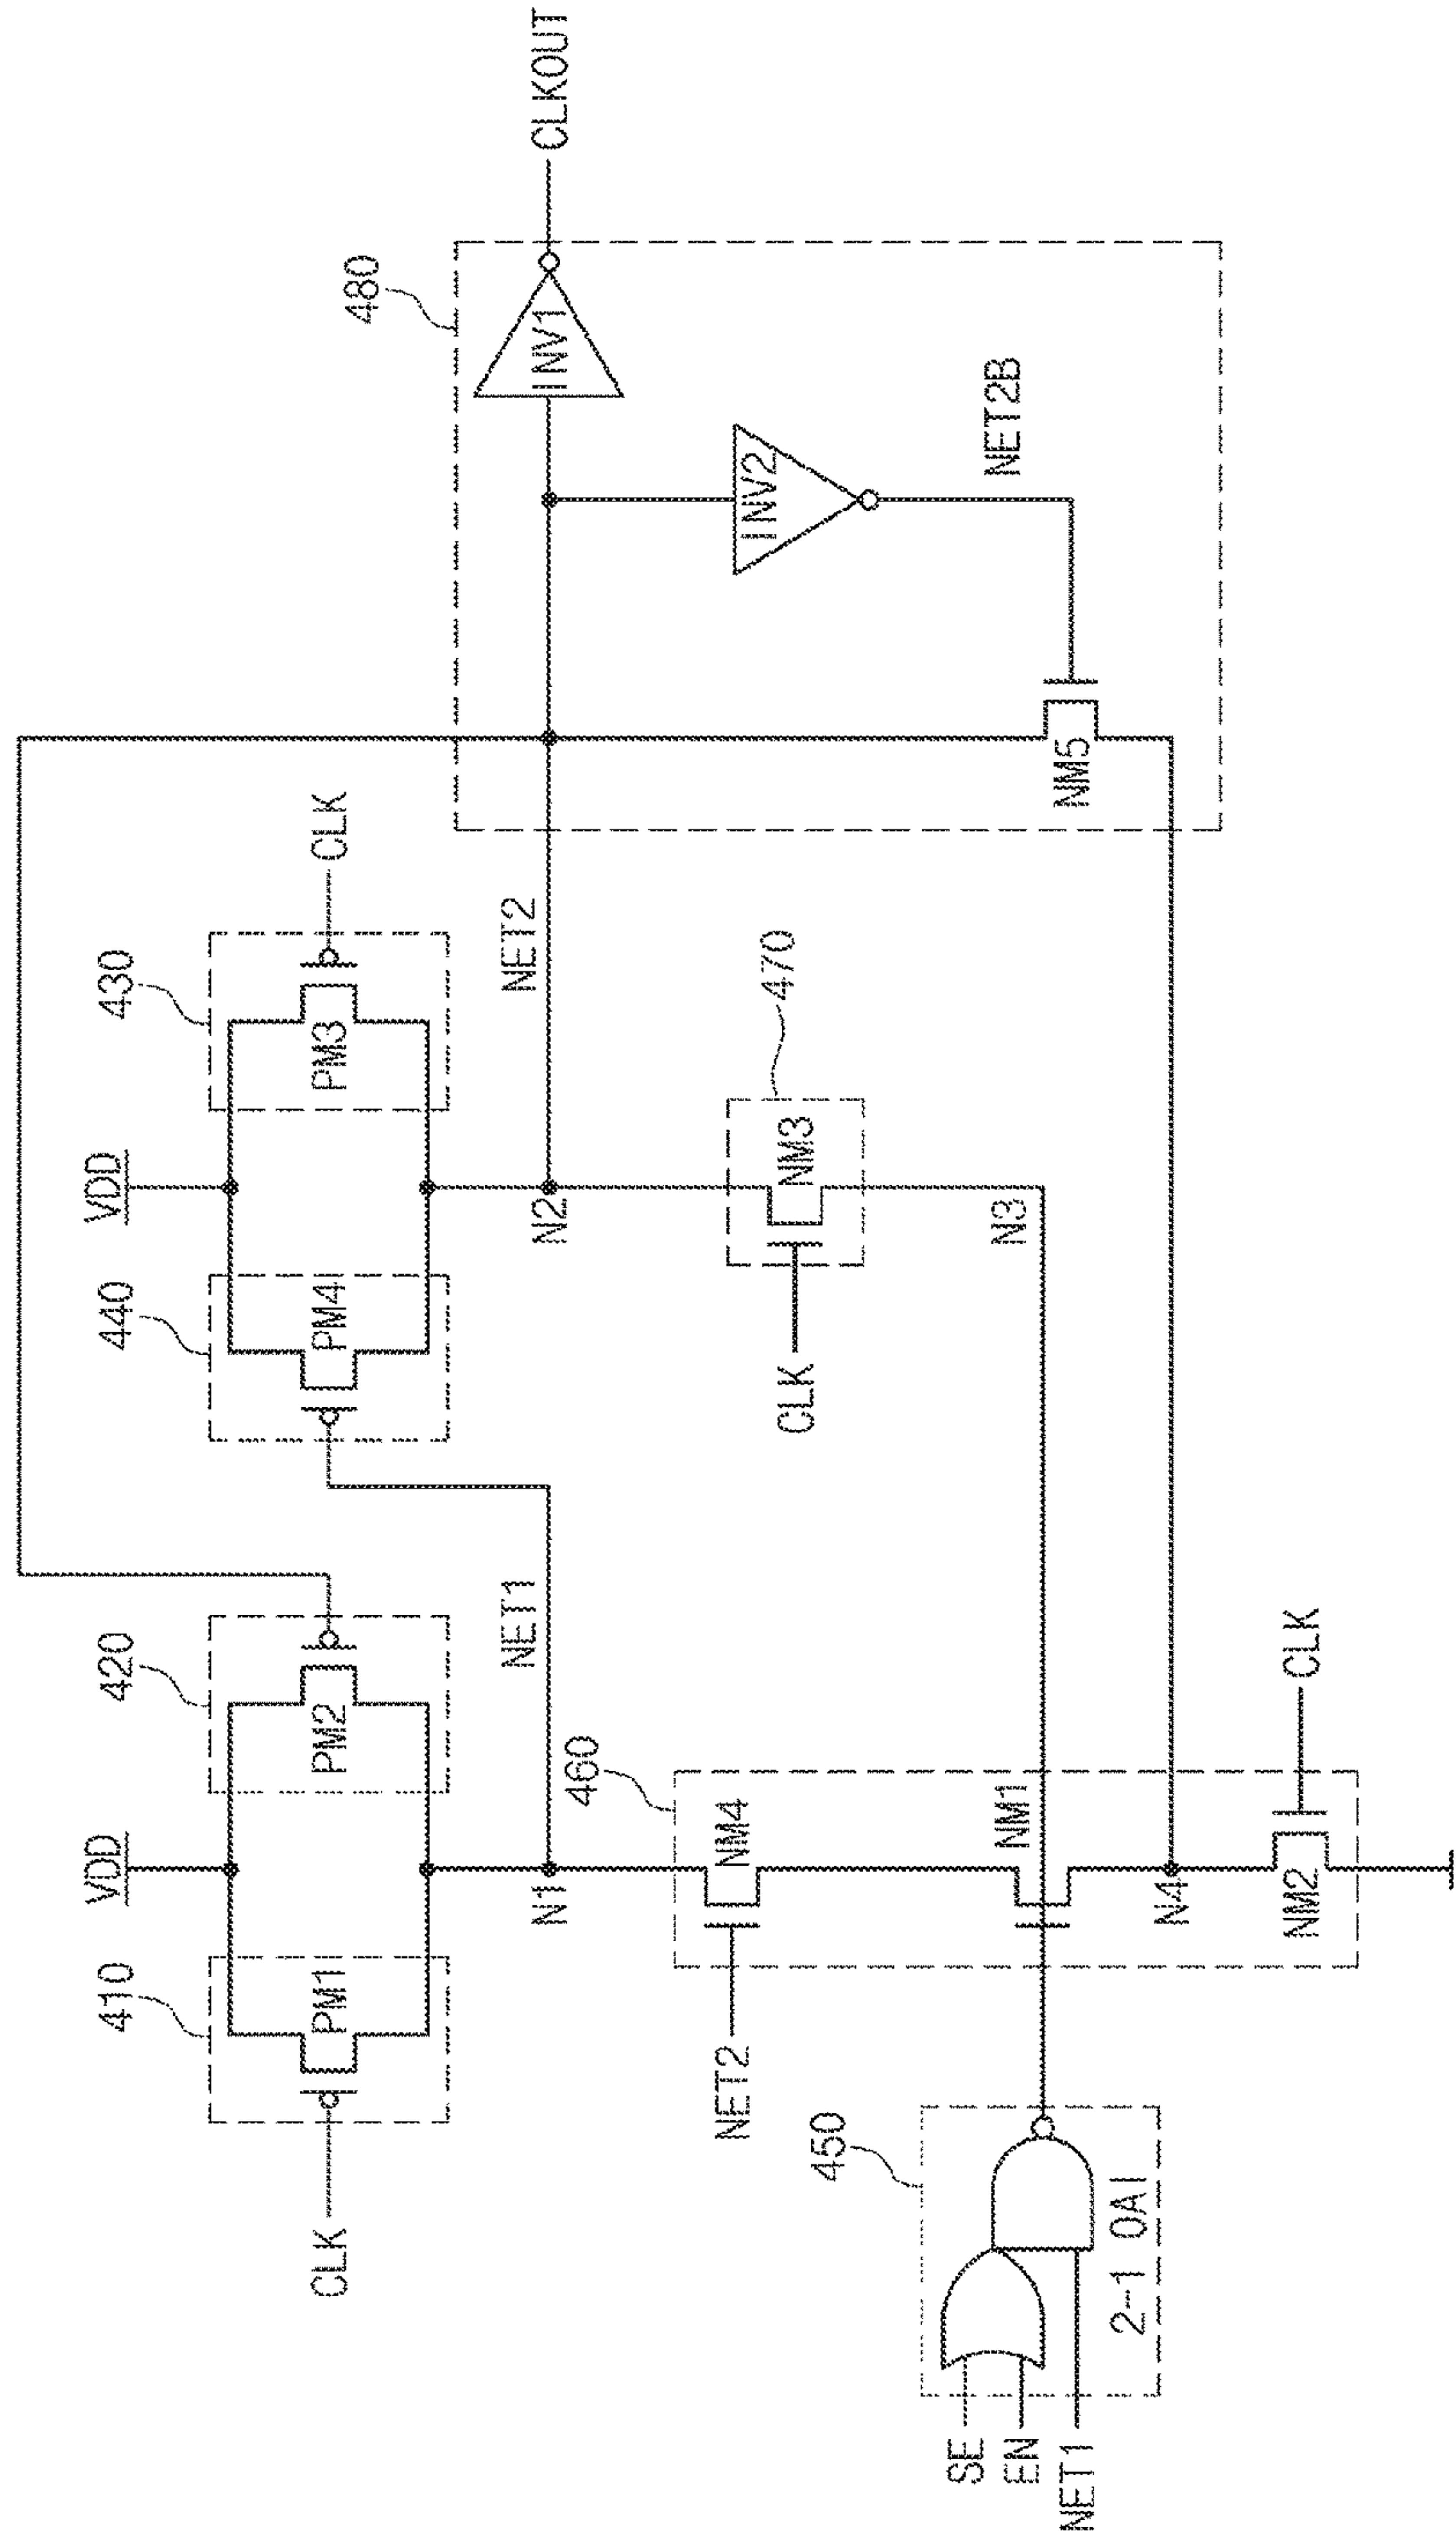 VDD
VDD
410
420
440
430
CLK
PM1
PM2
PM4
PM3
CLK
N1
NET1
N2
NET2
480
INV1
CLKOUT
460
NET2
NM4
CLK
NM3
470
INV2
450
SE
EN
NET1
2-1 OAI
NM1
N3
NET2B
NM5
N4
NM2
CLK